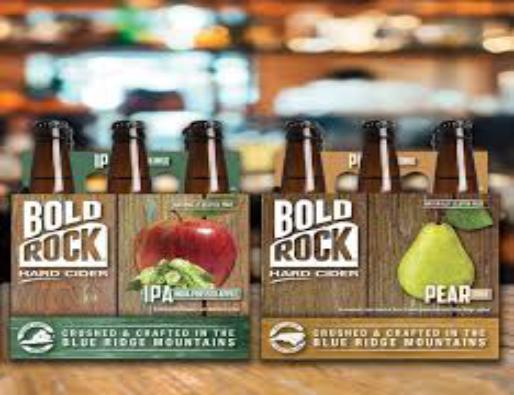 IP
BOLD
ROCK
HARD CIDER
IPA
CRUSHED & CRAFTED IN THE
BLUE RIDGE MOUNTAINS
BOLD
ROCK
HARD CIDER
PEAR
CRUSHED & CRAFTED IN THE
BLUE RIDGE MOUNTAINS